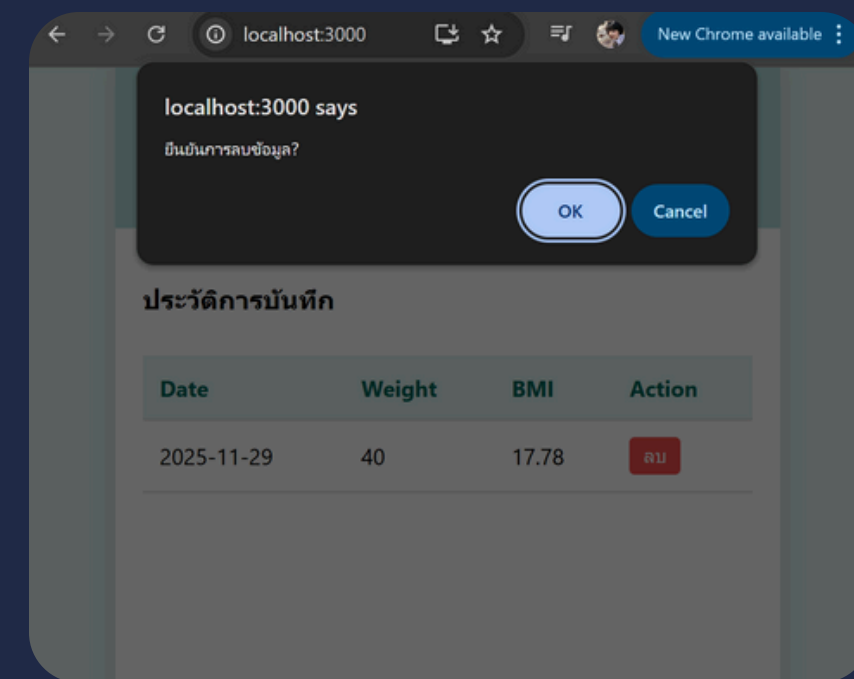 localhost:3000
New Chrome available
localhost:3000 says
ยืนยันการลบข้อมูล?
OK
Cancel
ประวัติการบันทึก
Date Weight BMI Action
2025-11-29 40 17.78 ลบ